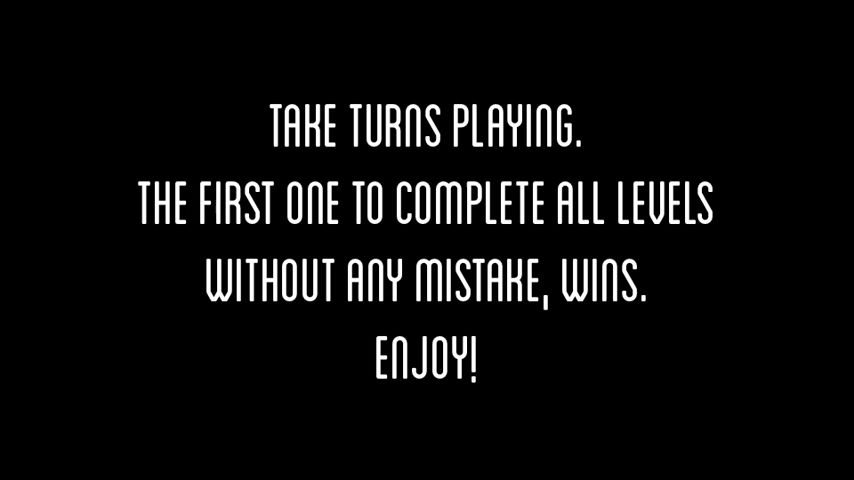 TAKE TURNS PLAYING.
THE FIRST ONE TO COMPLETE ALL LEVELS
WITHOUT ANY MISTAKE, WINS.
ENJOY!